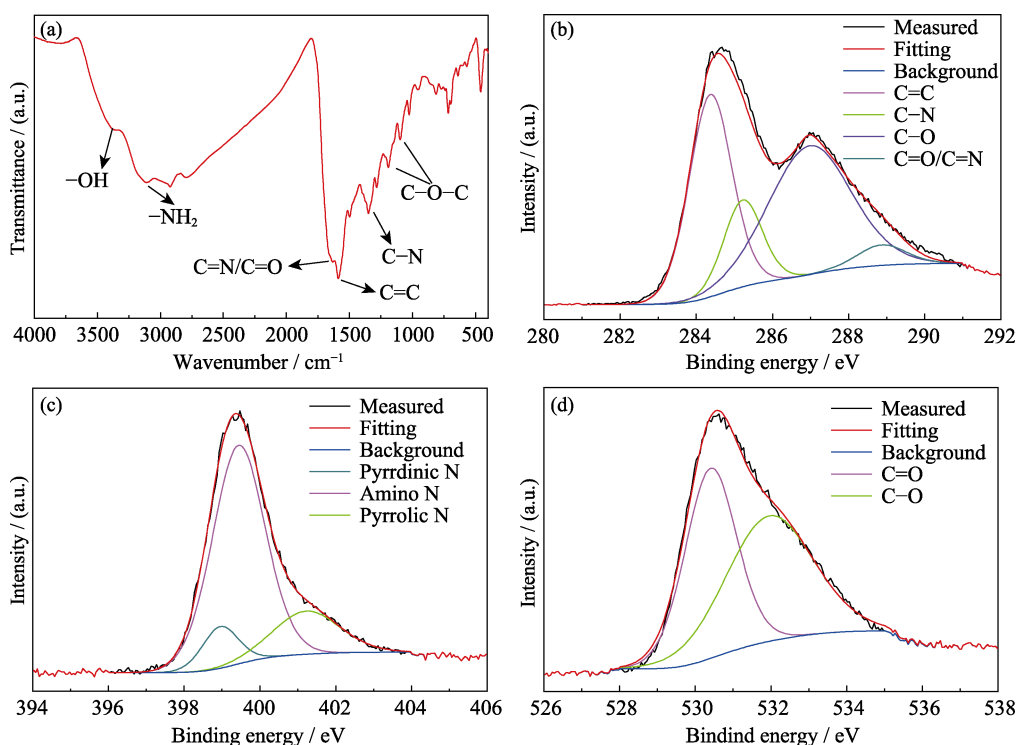 (a)
−OH
−NH₂
C=N/C=O
C=C
C−N
C−O−C
Transmittance / (a.u.)
4000 3500 3000 2500 2000 1500 1000 500
Wavenumber / cm⁻¹
(b)
Measured
Fitting
Background
C=C
C−N
C−O
C=O/C=N
Intensity / (a.u.)
280 282 284 286 288 290 292
Binding energy / eV
(c)
Measured
Fitting
Background
Pyrrdinic N
Amino N
Pyrrolic N
Intensity / (a.u.)
394 396 398 400 402 404 406
Binding energy / eV
(d)
Measured
Fitting
Background
C=O
C−O
Intensity / (a.u.)
526 528 530 532 534 536 538
Bindind energy / eV